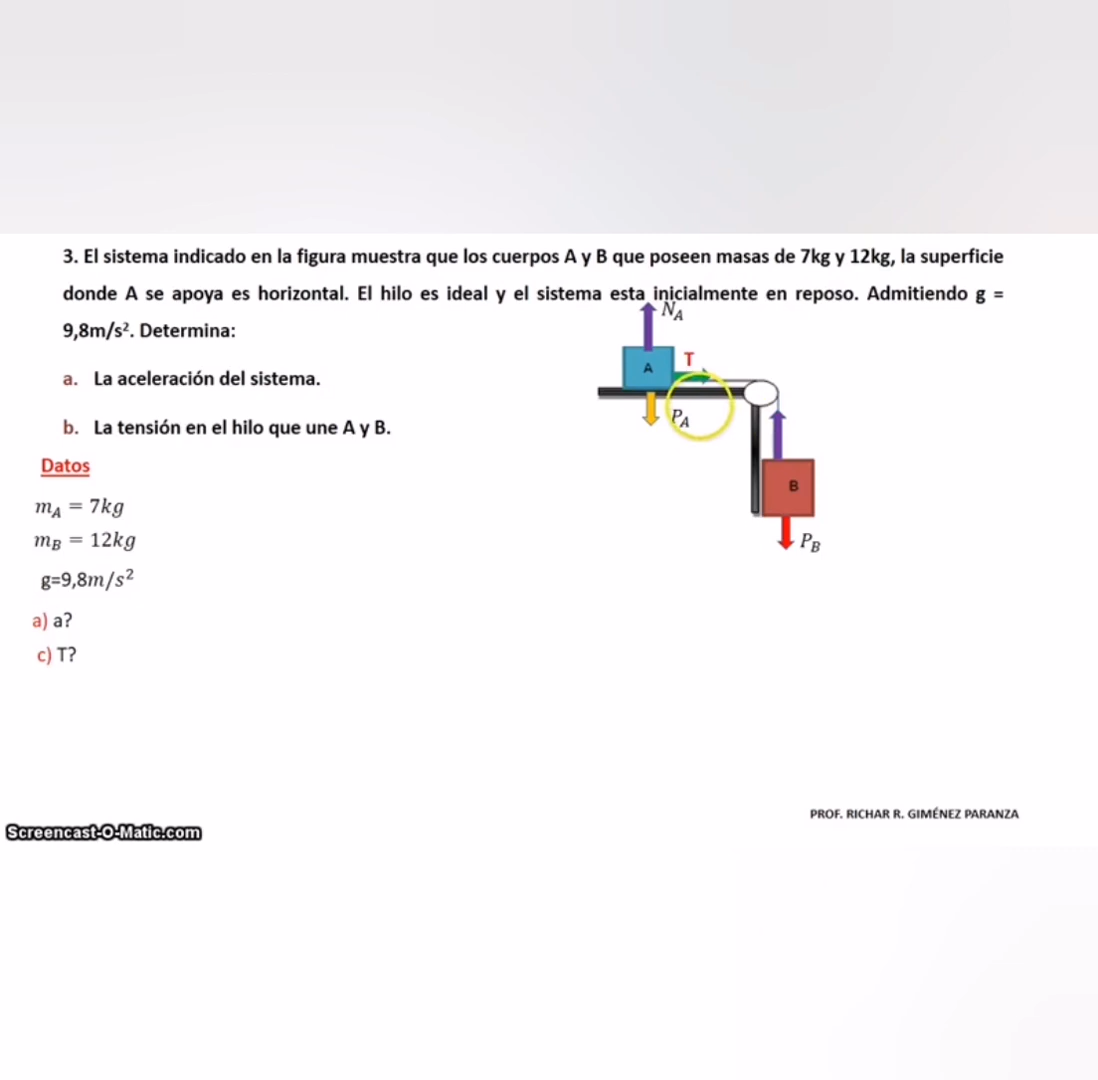 3. El sistema indicado en la figura muestra que los cuerpos A y B que poseen masas de 7kg y 12kg, la superficie
donde A se apoya es horizontal. El hilo es ideal y el sistema esta inicialmente en reposo. Admitiendo g =
9,8m/s². Determina:
a. La aceleración del sistema.
b. La tensión en el hilo que une A y B.
Datos
m_A = 7kg
m_B = 12kg
g=9,8m/s²
a) a?
c) T?
N_A
A
T
P_A
B
P_B
PROF. RICHAR R. GIMÉNEZ PARANZA
Screencast-O-Matic.com